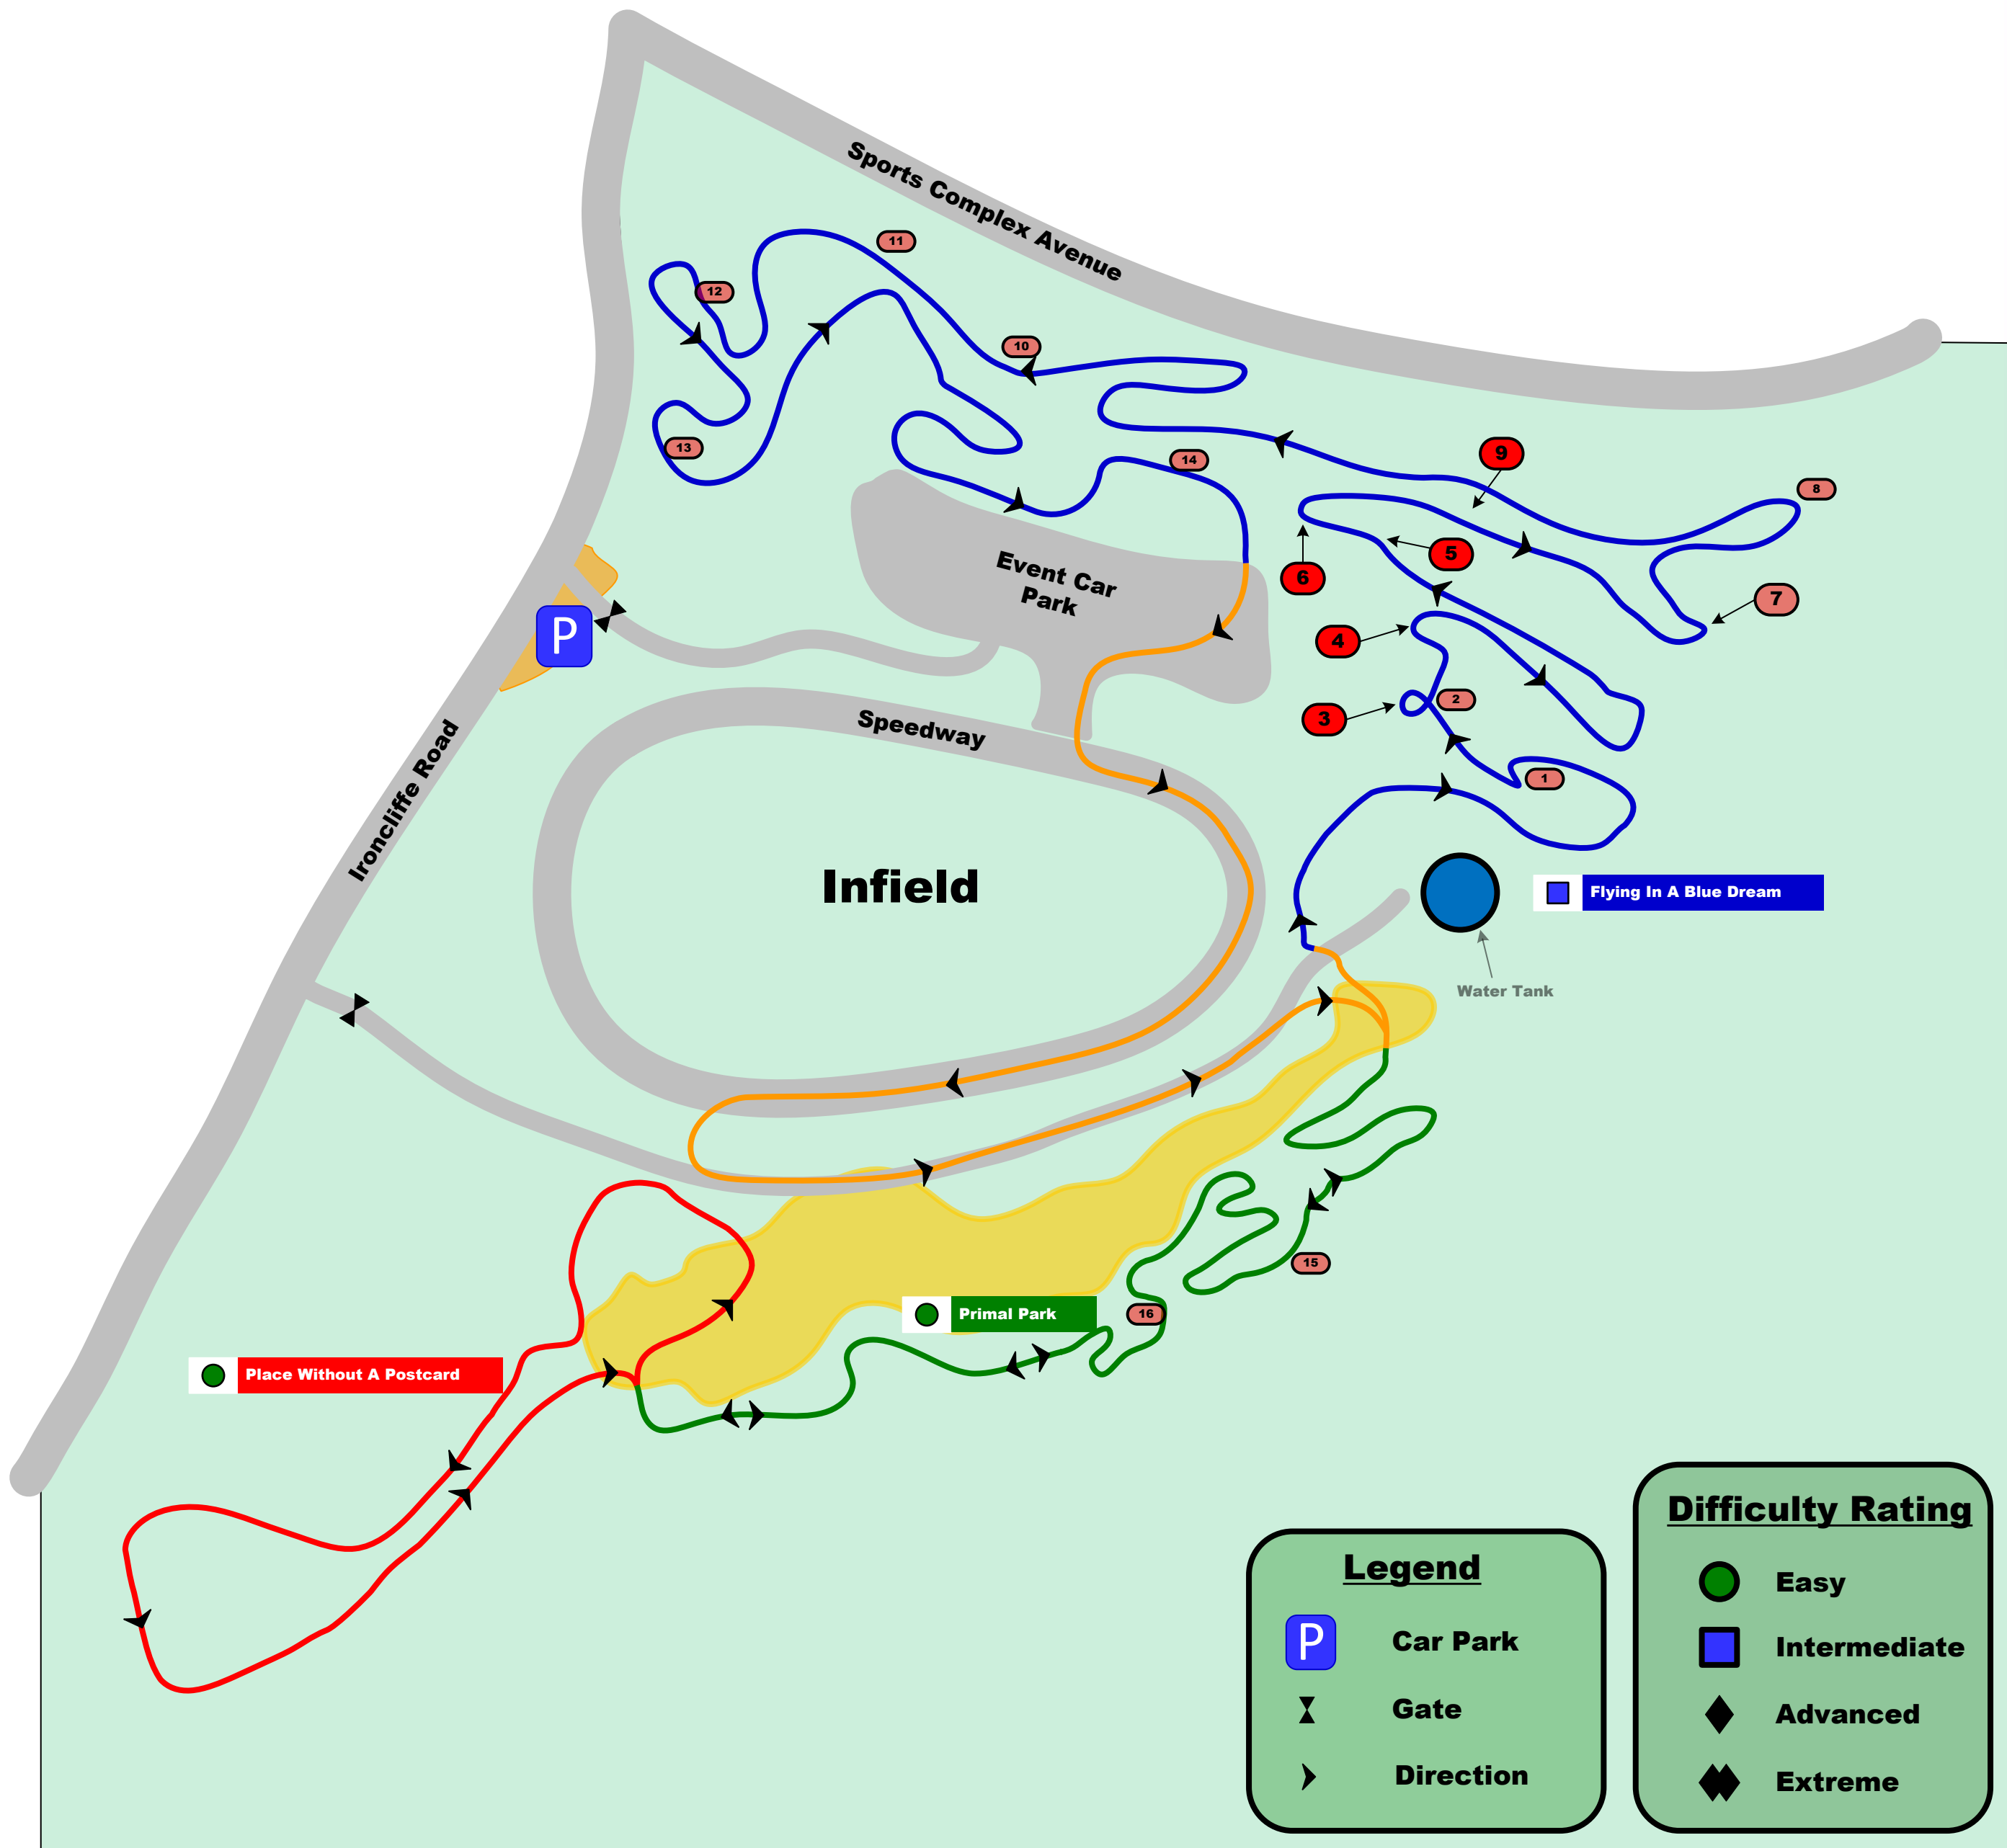 Sports Complex Avenue
11
12
10
13
14
9
8
Event Car
Park
5
6
7
P
4
2
3
Speedway
1
Ironcliffe Road
Infield
Flying In A Blue Dream
Water Tank
15
16
Primal Park
Place Without A Postcard
Legend
P Car Park
Gate
Direction
Difficulty Rating
Easy
Intermediate
Advanced
Extreme